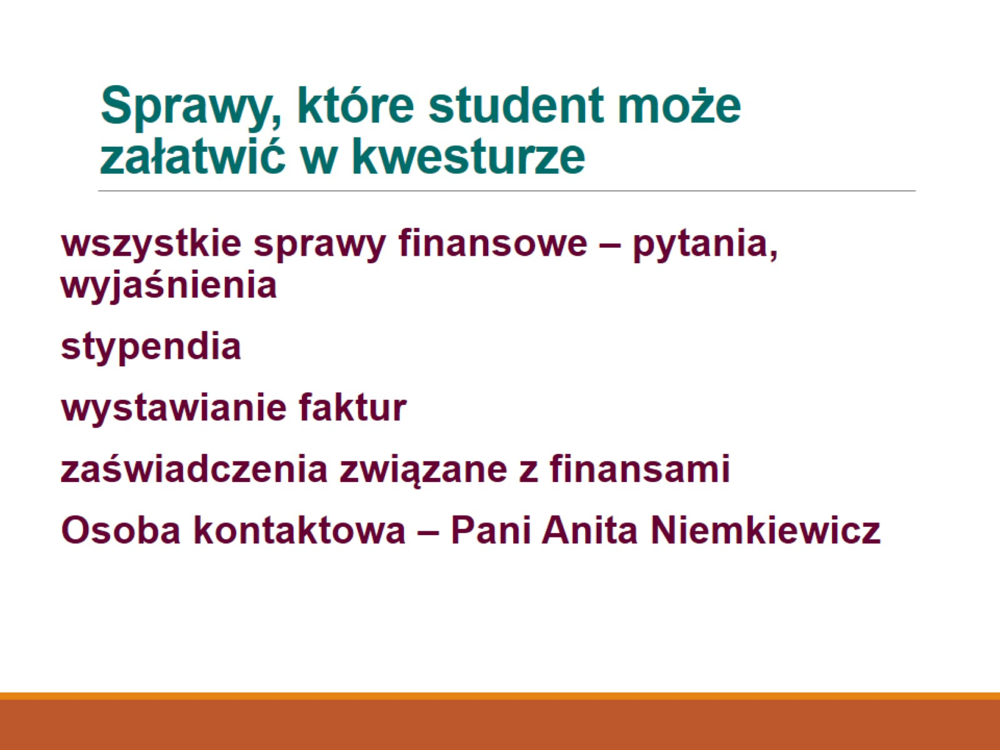 Sprawy, które student może
załatwić w kwesturze
wszystkie sprawy finansowe – pytania,
wyjaśnienia
stypendia
wystawianie faktur
zaświadczenia związane z finansami
Osoba kontaktowa – Pani Anita Niemkiewicz